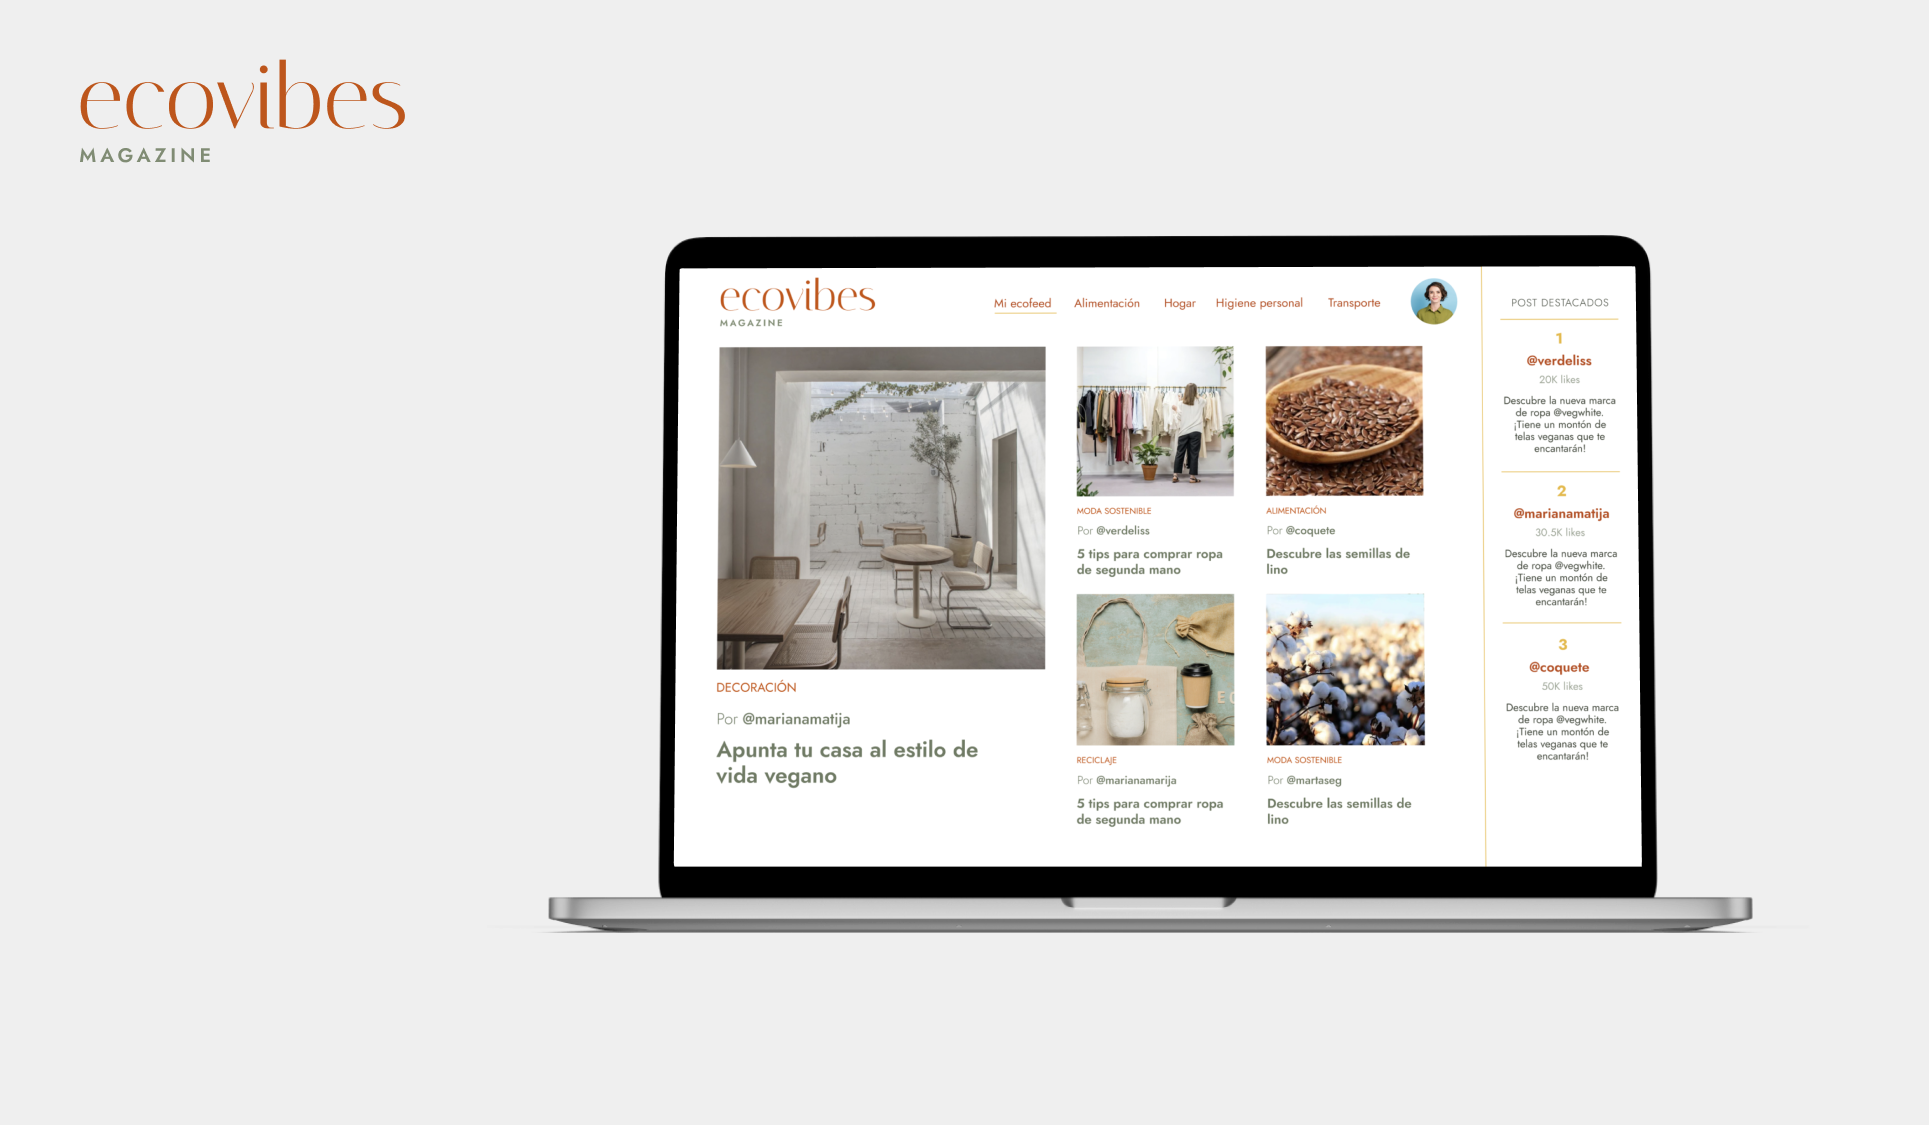 ecovibes
MAGAZINE
ecovibes
MAGAZINE
Mi ecofeed
Alimentación
Hogar
Higiene personal
Transporte
DECORACIÓN
Por @marianamatija
Apunta tu casa al estilo de
vida vegano
MODA SOSTENIBLE
Por @verdeliss
5 tips para comprar ropa
de segunda mano
ALIMENTACIÓN
Por @coquete
Descubre las semillas de
lino
EC
RECICLAJE
Por @marianamarija
5 tips para comprar ropa
de segunda mano
MODA SOSTENIBLE
Por @martaseg
Descubre las semillas de
lino
POST DESTACADOS
1
@verdeliss
20K likes
Descubre la nueva marca
de ropa @vegwhite.
¡Tiene un montón de
telas veganas que te
encantarán!
2
@marianamatija
30.5K likes
Descubre la nueva marca
de ropa @vegwhite.
¡Tiene un montón de
telas veganas que te
encantarán!
3
@coquete
50K likes
Descubre la nueva marca
de ropa @vegwhite.
¡Tiene un montón de
telas veganas que te
encantarán!